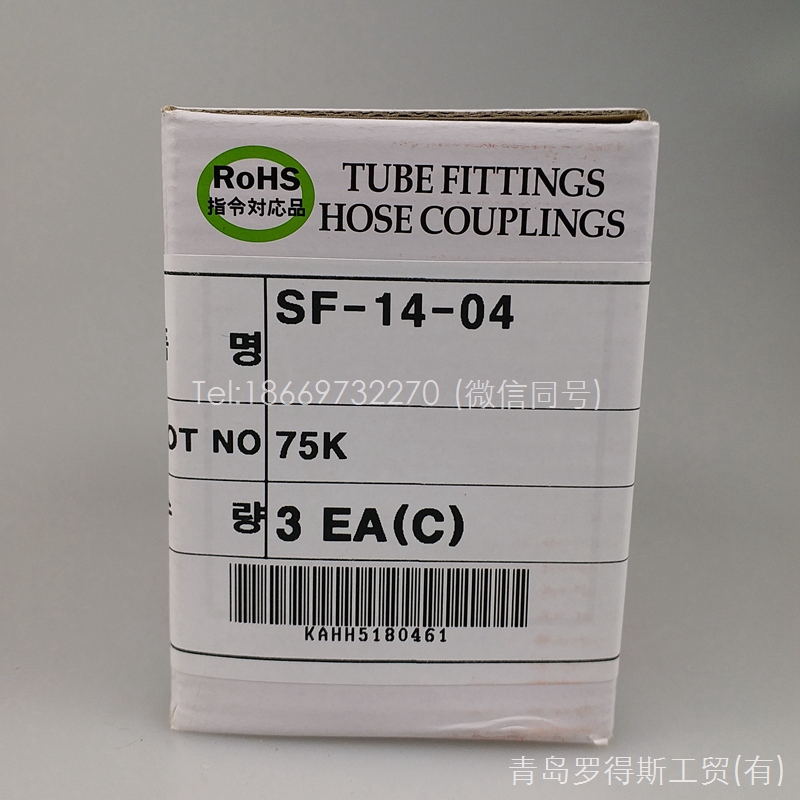 RoHS
指令対応品
TUBE FITTINGS
HOSE COUPLINGS
SF-14-04
명
Tel:18669732270 (微信同号)
OT NO 75K
량 3 EA(C)
KAHH5180461
青岛罗得斯工贸(有)